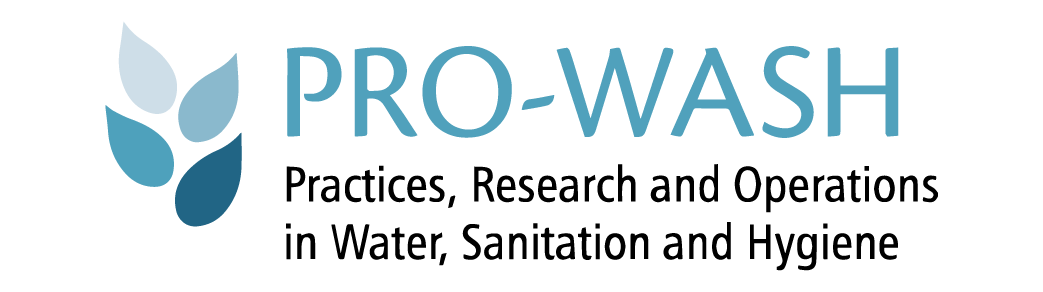 PRO-WASH
Practices, Research and Operations
in Water, Sanitation and Hygiene